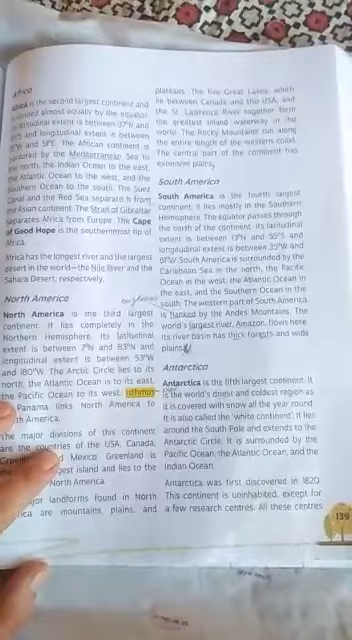 Africa
Africa is the second largest continent and
is divided almost equally by the equator.
Its latitudinal extent is between 37°N and
35°S and longitudinal extent is between
and 51°E. The African continent is
by the Mediterranean Sea to
the north, the Indian Ocean to the east,
the Atlantic Ocean to the west, and the
Southern Ocean to the south. The Suez
Canal and the Red Sea separate it from
the Asian continent. The Strait of Gibraltar
separates Africa from Europe. The Cape
of Good Hope is the southernmost tip of
Africa.
Africa has the longest river and the largest
desert in the world—the Nile River and the
Sahara Desert, respectively.
North America
North America is the third largest
continent. It lies completely in the
Northern Hemisphere. Its latitudinal
extent is between 7°N and 83°N and
longitudinal extent is between 53°W
and 180°W. The Arctic Circle lies to its
north, the Atlantic Ocean to its east,
the Pacific Ocean to its west. Isthmus
Panama links North America to
America.
The major divisions of this continent
are the countries of the USA, Canada,
Mexico. Greenland is
island and lies to the
North America.
landforms found in North
are mountains, plains, and
plateaus. The five Great Lakes, which
lie between Canada and the USA, and
the St. Lawrence River together form
the greatest inland waterway in the
world. The Rocky Mountains run along
the entire length of the western coast.
The central part of the continent has
extensive plains.
South America
South America is the fourth largest
continent. It lies mostly in the Southern
Hemisphere. The equator passes through
the north of the continent. Its latitudinal
extent is between 13°N and 55°S and
longitudinal extent is between 35°W and
81°W. South America is surrounded by the
Caribbean Sea in the north, the Pacific
Ocean in the west, the Atlantic Ocean in
the east, and the Southern Ocean in the
south. The western part of South America
is flanked by the Andes Mountains. The
world's largest river, Amazon, flows here.
Its river basin has thick forests and wide
plains.
Antarctica
Antarctica is the fifth largest continent. It
is the world's driest and coldest region as
it is covered with snow all the year round.
It is also called the 'white continent'. It lies
around the South Pole and extends to the
Antarctic Circle. It is surrounded by the
Pacific Ocean, the Atlantic Ocean, and the
Indian Ocean.
Antarctica was first discovered in 1820.
This continent is uninhabited, except for
a few research centres. All these centres
139